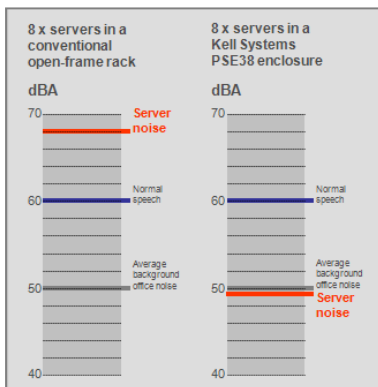 8 x servers in a
conventional
open-frame rack
dBA
70
Server
noise
60
Normal
speech
50
Average
background
office noise
40
8 x servers in a
Kell Systems
PSE38 enclosure
dBA
70
60
Normal
speech
50
Average
background
office noise
Server
noise
40